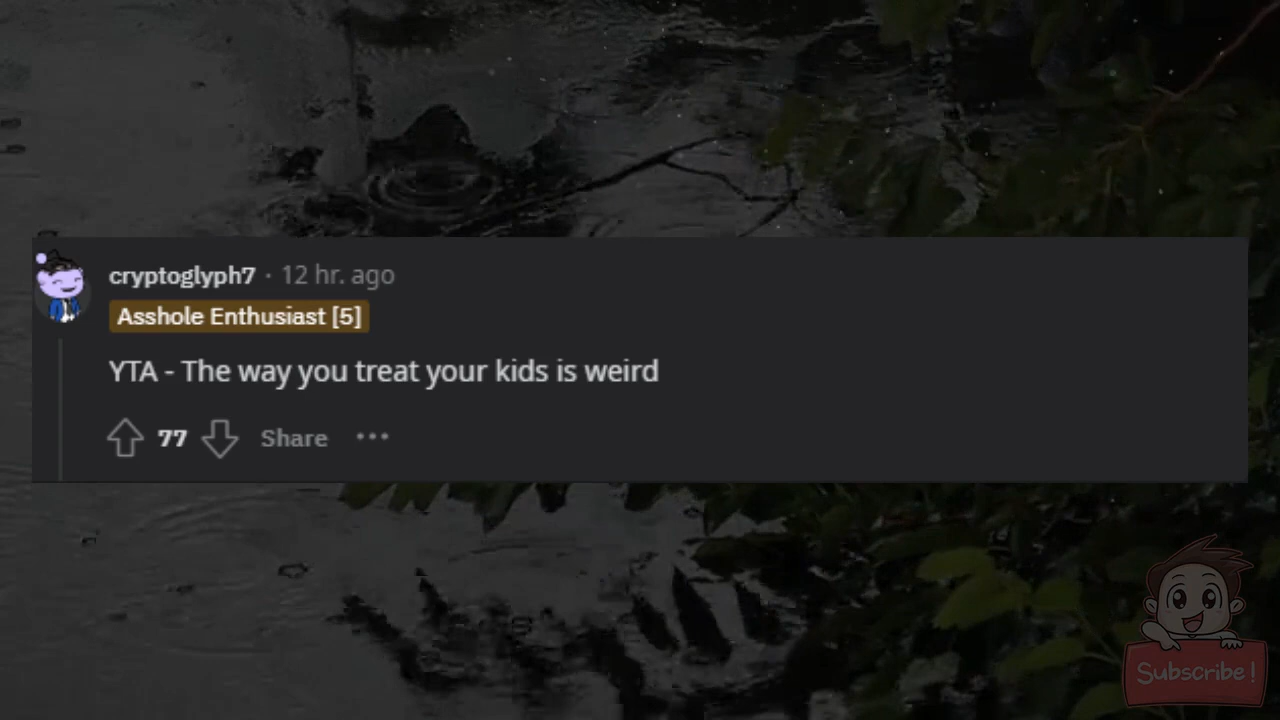 cryptoglyph7 · 12 hr. ago
Asshole Enthusiast [5]
YTA - The way you treat your kids is weird
77 Share ···
Subscribe!